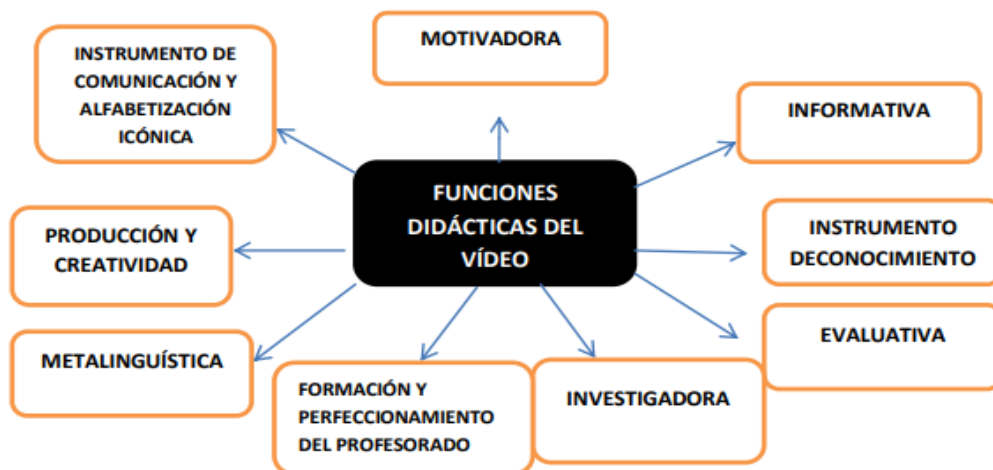 MOTIVADORA
INSTRUMENTO DE
COMUNICACIÓN Y
ALFABETIZACIÓN
ICÓNICA
INFORMATIVA
FUNCIONES
DIDÁCTICAS DEL
VÍDEO
PRODUCCIÓN Y
CREATIVIDAD
INSTRUMENTO
DECONOCIMIENTO
METALINGUÍSTICA
EVALUATIVA
FORMACIÓN Y
PERFECCIONAMIENTO
DEL PROFESORADO
INVESTIGADORA